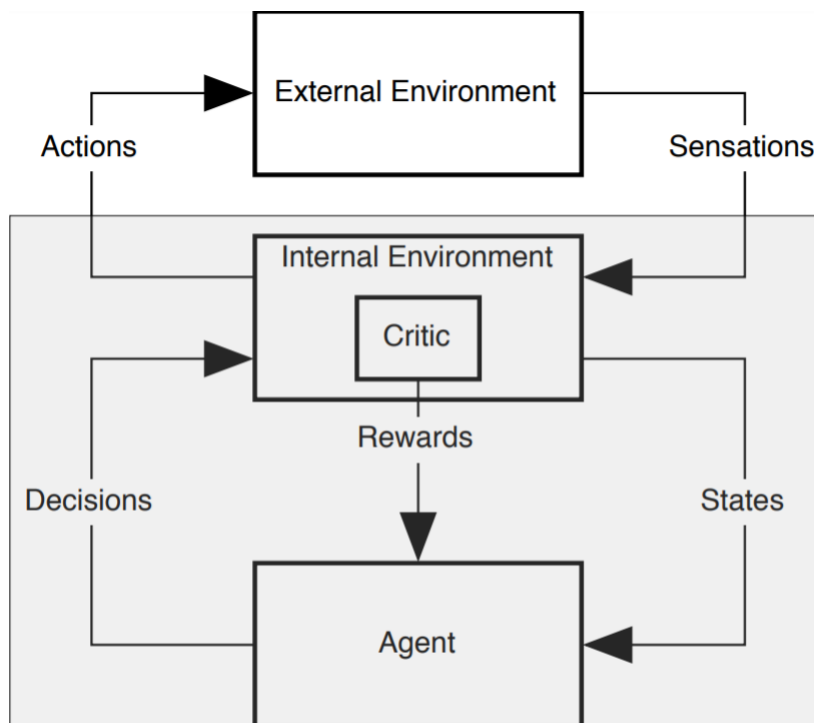 External Environment
Actions
Sensations
Internal Environment
Critic
Rewards
Decisions
States
Agent